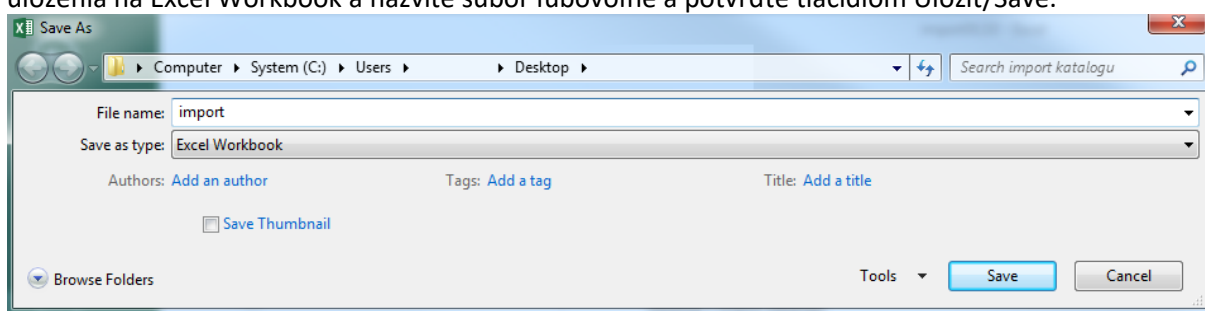 uloženia na Excel Workbook a nazvite súbor ľubovoľne a potvrďte tlačidlom Uložiť/Save.
Save As
Computer ▸ System (C:) ▸ Users ▸ ▸ Desktop ▸ Search import katalogu
File name: import
Save as type: Excel Workbook
Authors: Add an author Tags: Add a tag Title: Add a title
Save Thumbnail
Browse Folders Tools Save Cancel